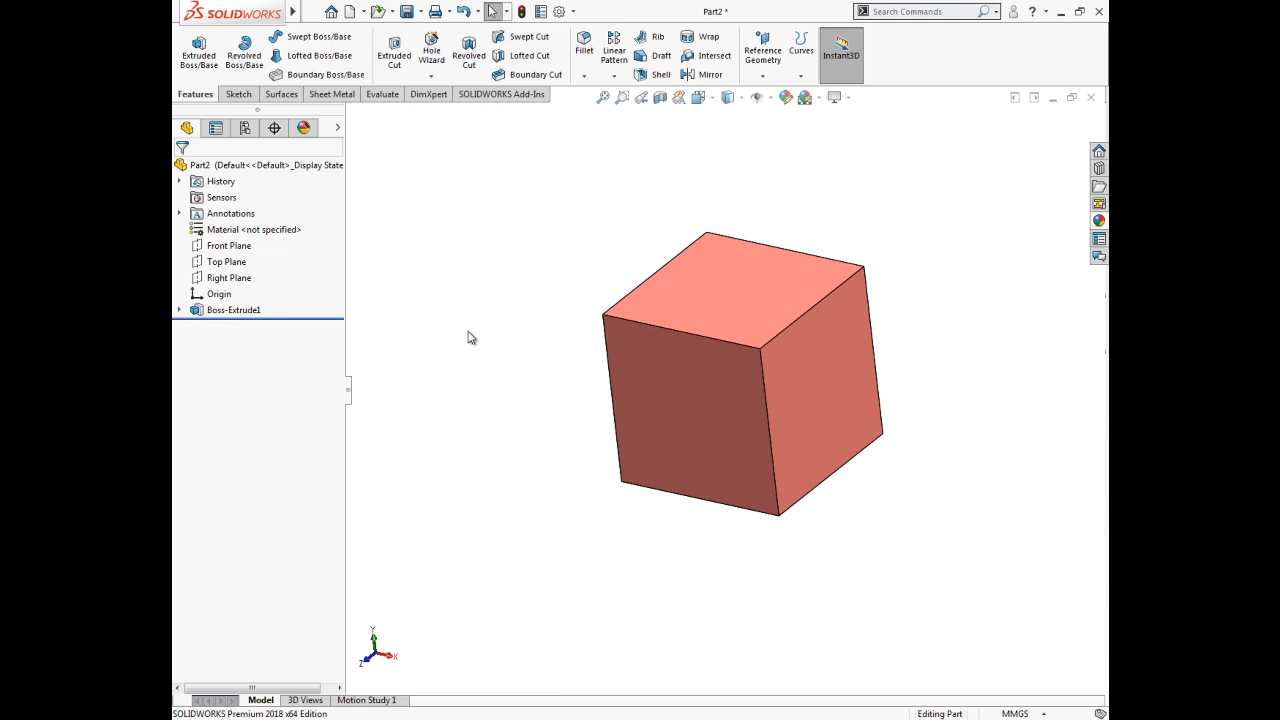 SOLIDWORKS
Part2 *
Search Commands
Extruded Boss/Base
Revolved Boss/Base
Swept Boss/Base
Lofted Boss/Base
Boundary Boss/Base
Extruded Cut
Hole Wizard
Revolved Cut
Swept Cut
Lofted Cut
Boundary Cut
Fillet
Linear Pattern
Rib
Draft
Shell
Wrap
Intersect
Mirror
Reference Geometry
Curves
Instant3D
Features Sketch Surfaces Sheet Metal Evaluate DimXpert SOLIDWORKS Add-Ins
Part2 (Default<<Default>_Display State
History
Sensors
Annotations
Material <not specified>
Front Plane
Top Plane
Right Plane
Origin
Boss-Extrude1
Y
X
Z
Model 3D Views Motion Study 1
SOLIDWORKS Premium 2018 x64 Edition
Editing Part
MMGS